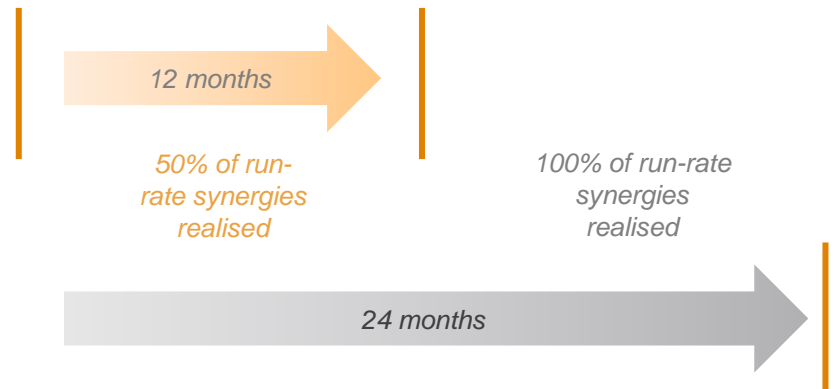 12 months
50% of run-
rate synergies
realised
100% of run-rate
synergies
realised
24 months